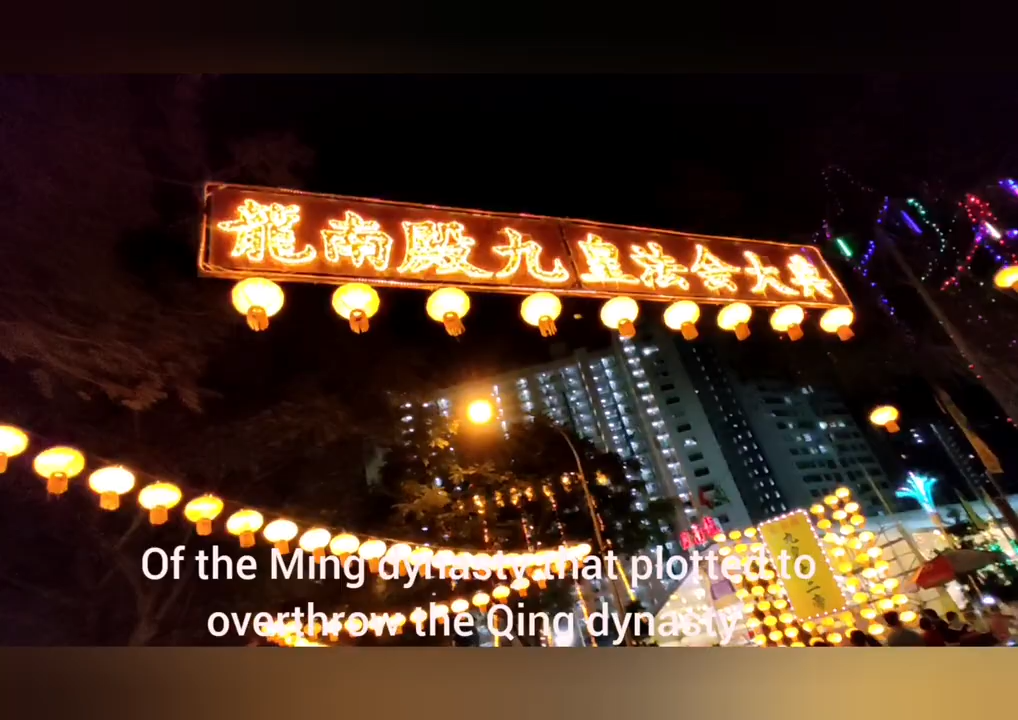 龍南殿九皇法會大典
Of the Ming dynasty that plotted to
overthrow the Qing dynasty